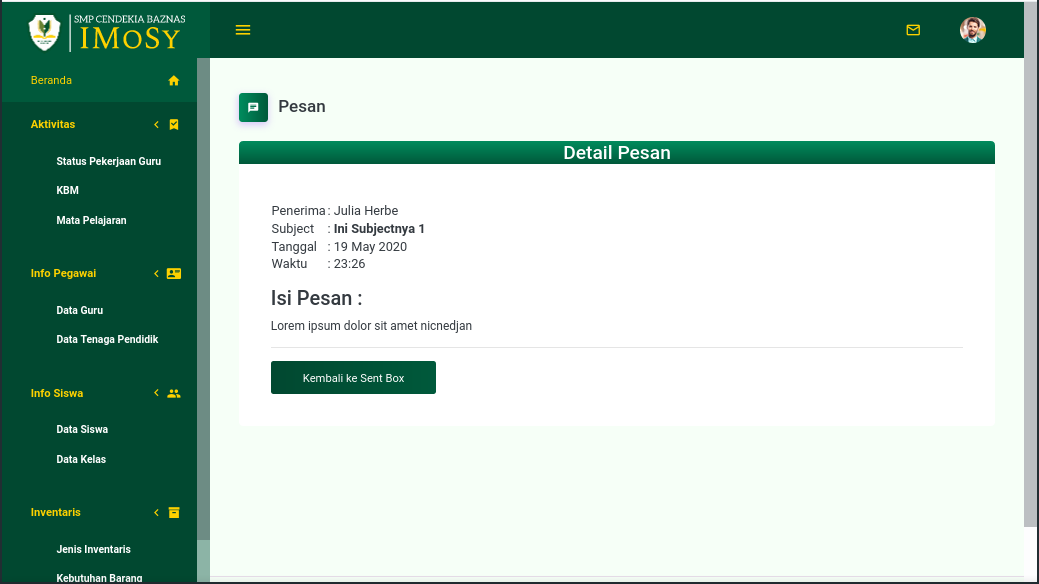 SMP CENDEKIA BAZNAS
IMoSy
Beranda
Aktivitas
Status Pekerjaan Guru
KBM
Mata Pelajaran
Info Pegawai
Data Guru
Data Tenaga Pendidik
Info Siswa
Data Siswa
Data Kelas
Inventaris
Jenis Inventaris
Kebutuhan Barang
Pesan
Detail Pesan
Penerima : Julia Herbe
Subject : Ini Subjectnya 1
Tanggal : 19 May 2020
Waktu : 23:26
Isi Pesan :
Lorem ipsum dolor sit amet nicnedjan
Kembali ke Sent Box